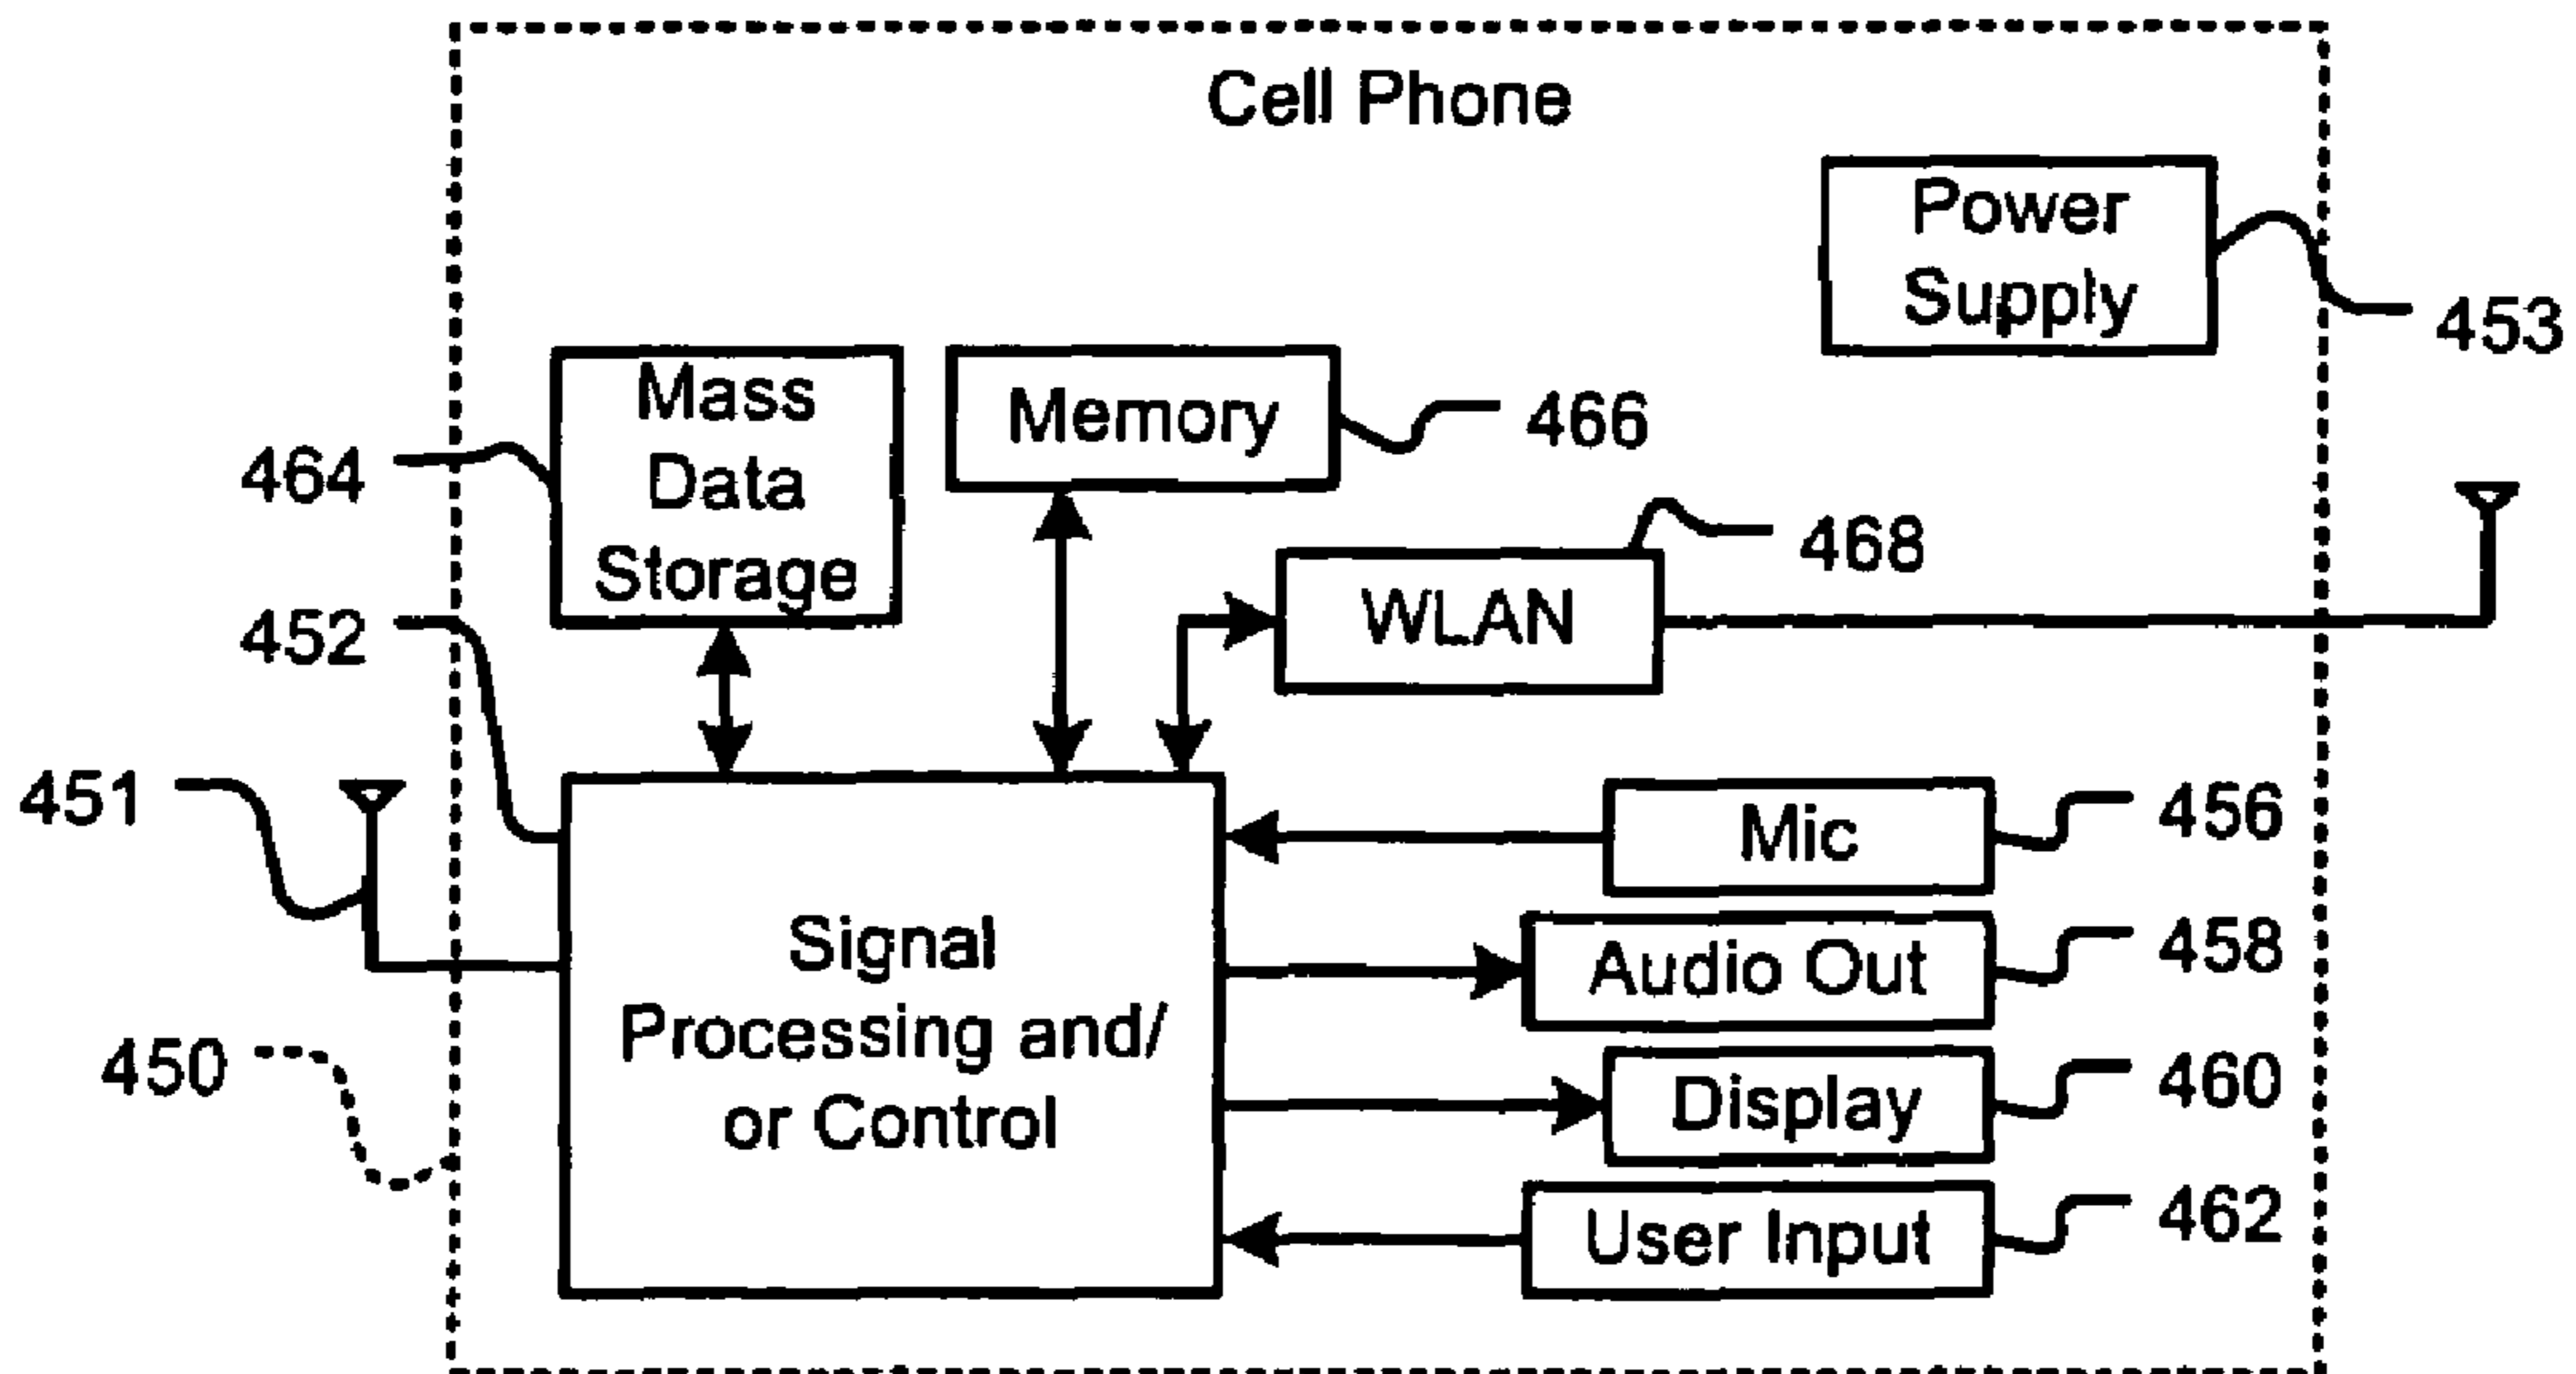 Cell Phone
Power
Supply
453
Mass
Data
Storage
464
Memory
466
468
WLAN
452
451
Signal
Processing and/
or Control
450
Mic
456
Audio Out
458
Display
460
User Input
462